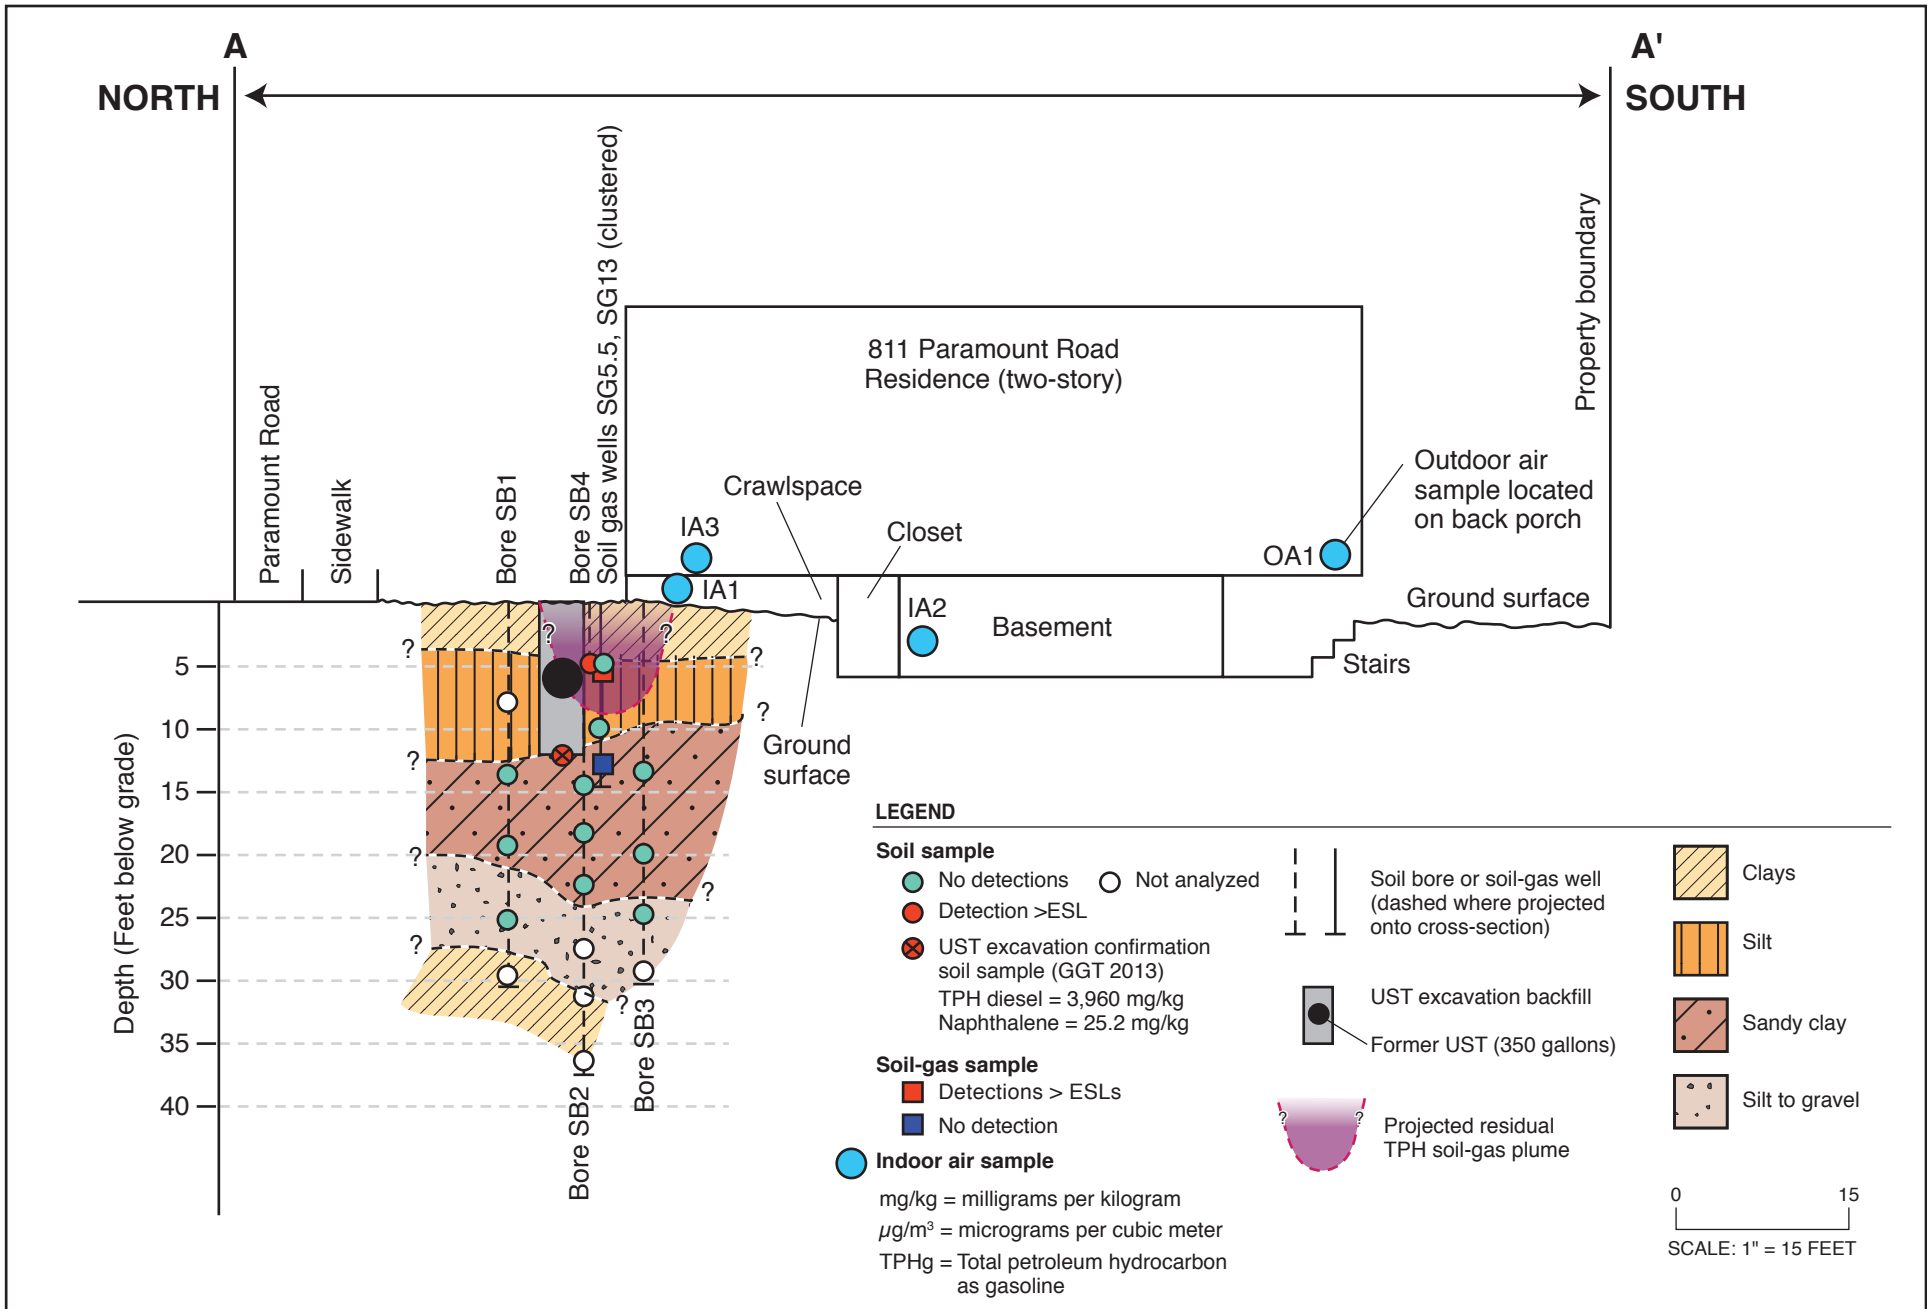 A
A'
NORTH
SOUTH
Paramount Road
Sidewalk
Bore SB1
Bore SB4
Soil gas wells SG5.5, SG13 (clustered)
Property boundary
811 Paramount Road
Residence (two-story)
Outdoor air
sample located
on back porch
Crawlspace
Closet
IA3
IA1
IA2
OA1
Basement
Ground surface
Stairs
Ground
surface
Depth (Feet below grade)
5
10
15
20
25
30
35
40
?
?
?
?
?
?
?
?
?
?
Bore SB2
Bore SB3
LEGEND
Soil sample
No detections
Not analyzed
Detection >ESL
UST excavation confirmation
soil sample (GGT 2013)
TPH diesel = 3,960 mg/kg
Naphthalene = 25.2 mg/kg
Soil-gas sample
Detections > ESLs
No detection
Indoor air sample
mg/kg = milligrams per kilogram
µg/m³ = micrograms per cubic meter
TPHg = Total petroleum hydrocarbon
as gasoline
Soil bore or soil-gas well
(dashed where projected
onto cross-section)
UST excavation backfill
Former UST (350 gallons)
?
?
Projected residual
TPH soil-gas plume
Clays
Silt
Sandy clay
Silt to gravel
0
15
SCALE: 1" = 15 FEET